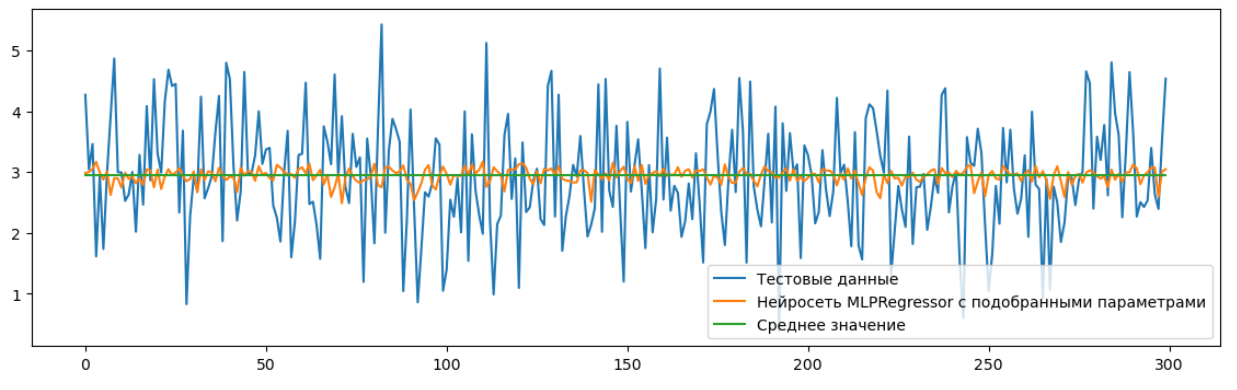 5
4
3
2
1
Тестовые данные
Нейросеть MLPRegressor с подобранными параметрами
Среднее значение
0 50 100 150 200 250 300